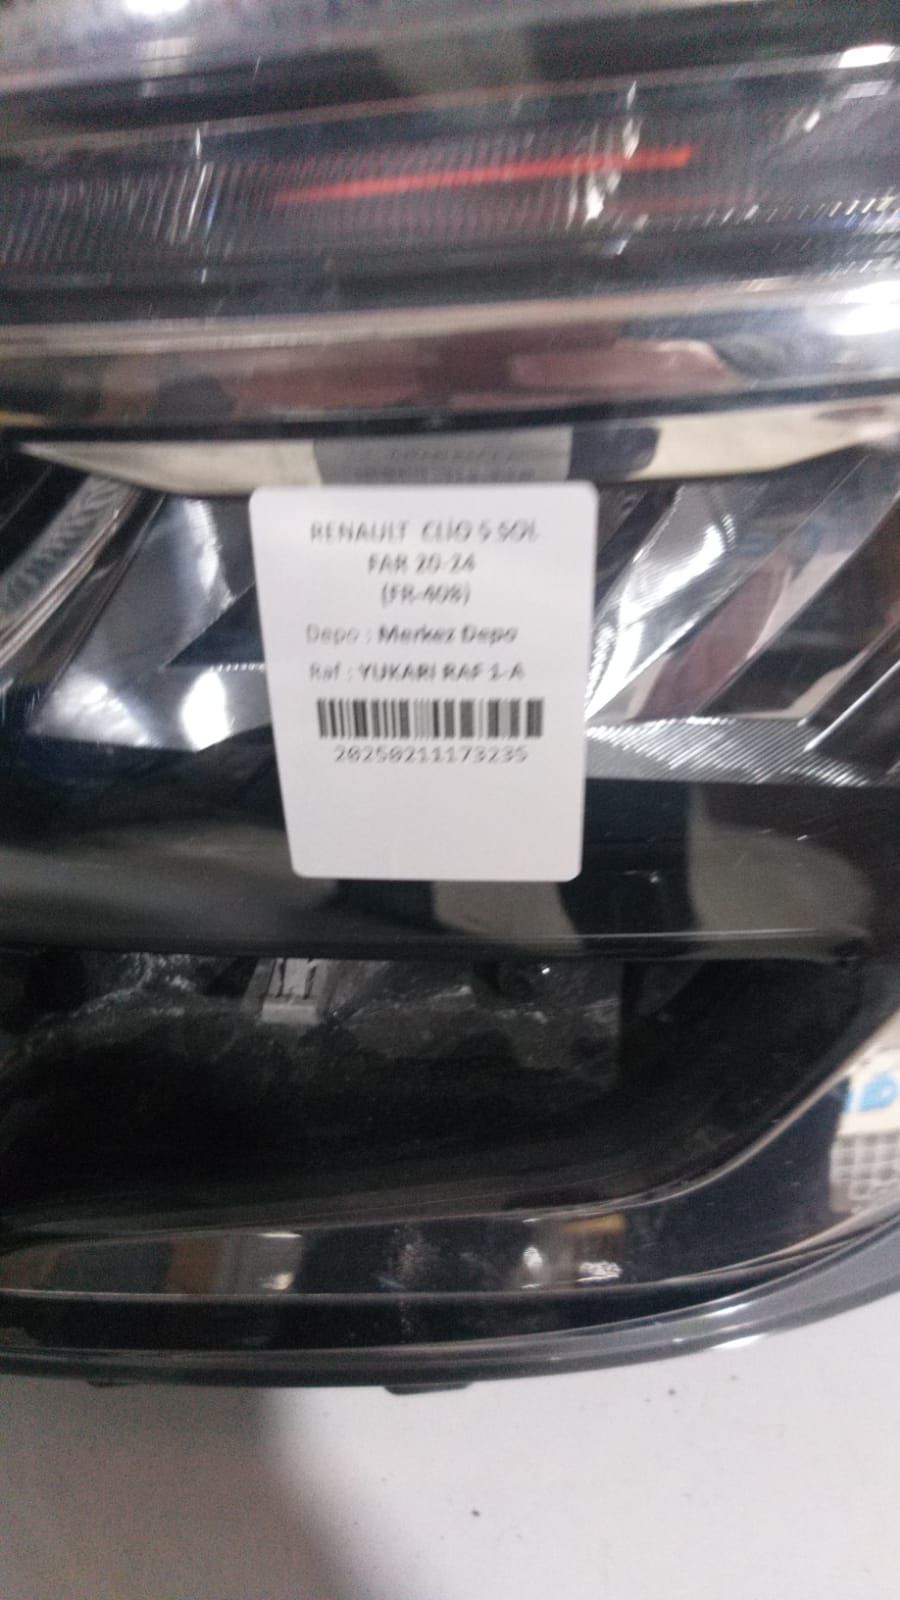 RENAULT CLIO 5 SOL
FAR 20-24
(FR-408)
Depo : Merkez Depo
Raf : YUKARI RAF 1-A
20250211173235